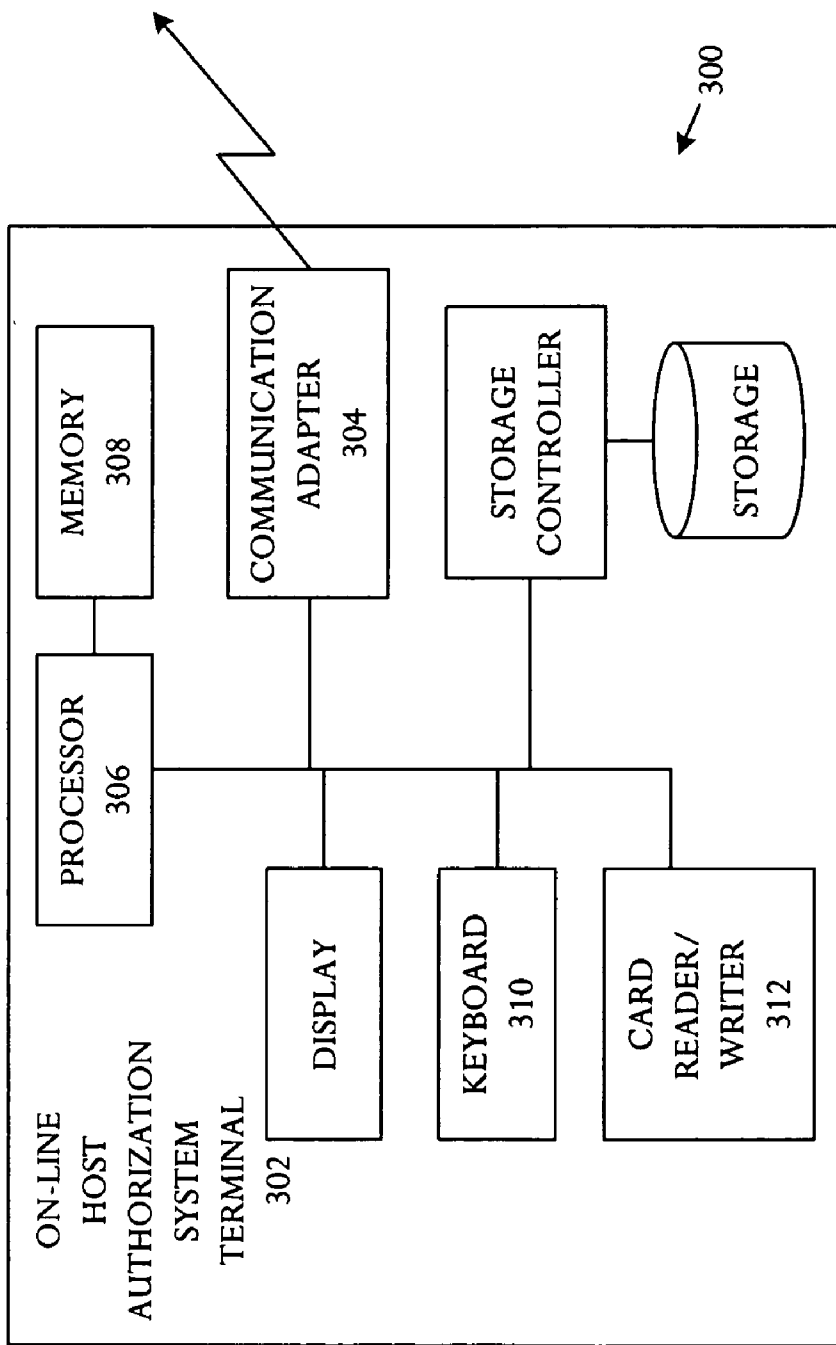 ON-LINE
HOST
AUTHORIZATION
SYSTEM
TERMINAL
302
PROCESSOR
306
MEMORY
308
DISPLAY
COMMUNICATION
ADAPTER
304
KEYBOARD
310
STORAGE
CONTROLLER
CARD
READER/
WRITER
312
STORAGE
300